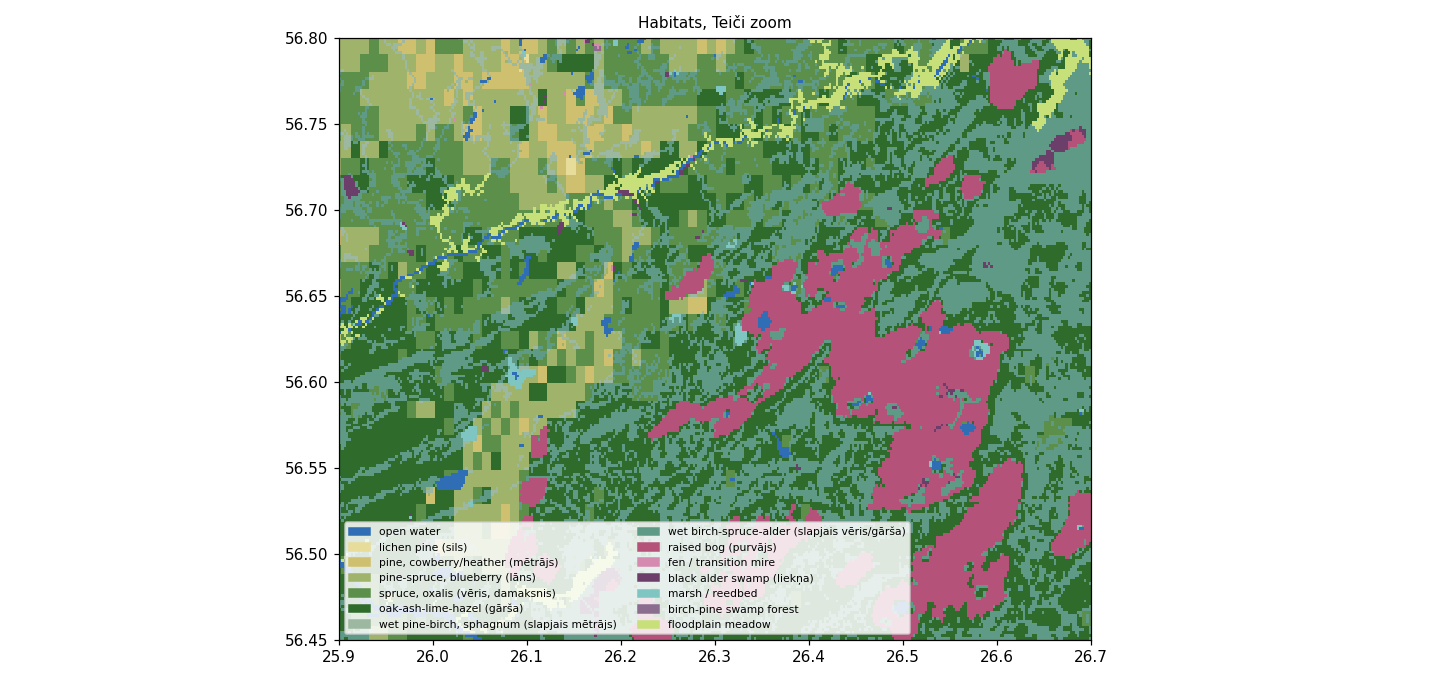 Habitats, Teiči zoom
56.80
56.75
56.70
56.65
56.60
56.55
56.50
56.45
open water
lichen pine (sils)
pine, cowberry/heather (mētrājs)
pine-spruce, blueberry (lāns)
spruce, oxalis (vēris, damaksnis)
oak-ash-lime-hazel (gārša)
wet pine-birch, sphagnum (slapjais mētrājs)
wet birch-spruce-alder (slapjais vēris/gārša)
raised bog (purvājs)
fen / transition mire
black alder swamp (liekņa)
marsh / reedbed
birch-pine swamp forest
floodplain meadow
25.9 26.0 26.1 26.2 26.3 26.4 26.5 26.6 26.7